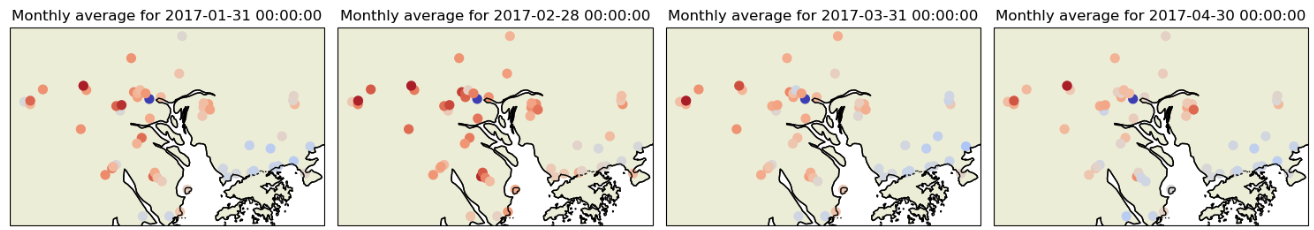 Monthly average for 2017-01-31 00:00:00
Monthly average for 2017-02-28 00:00:00
Monthly average for 2017-03-31 00:00:00
Monthly average for 2017-04-30 00:00:00